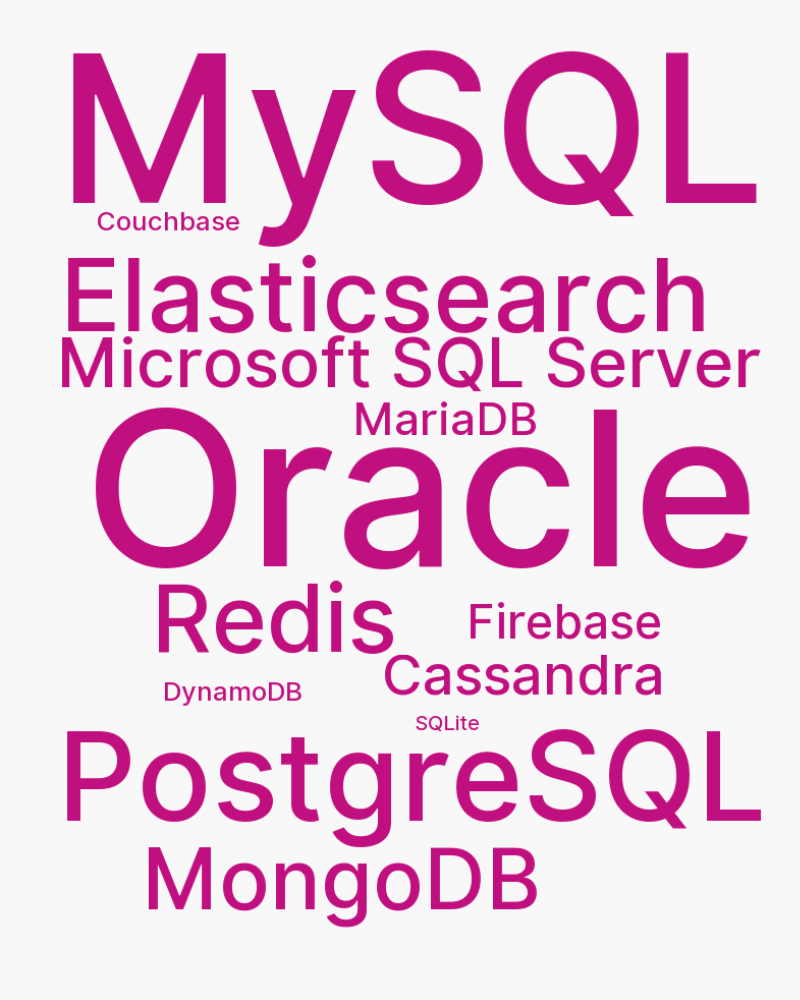 MySQL
Couchbase
Elasticsearch
Microsoft SQL Server
MariaDB
Oracle
Redis
Firebase
Cassandra
DynamoDB
SQLite
PostgreSQL
MongoDB